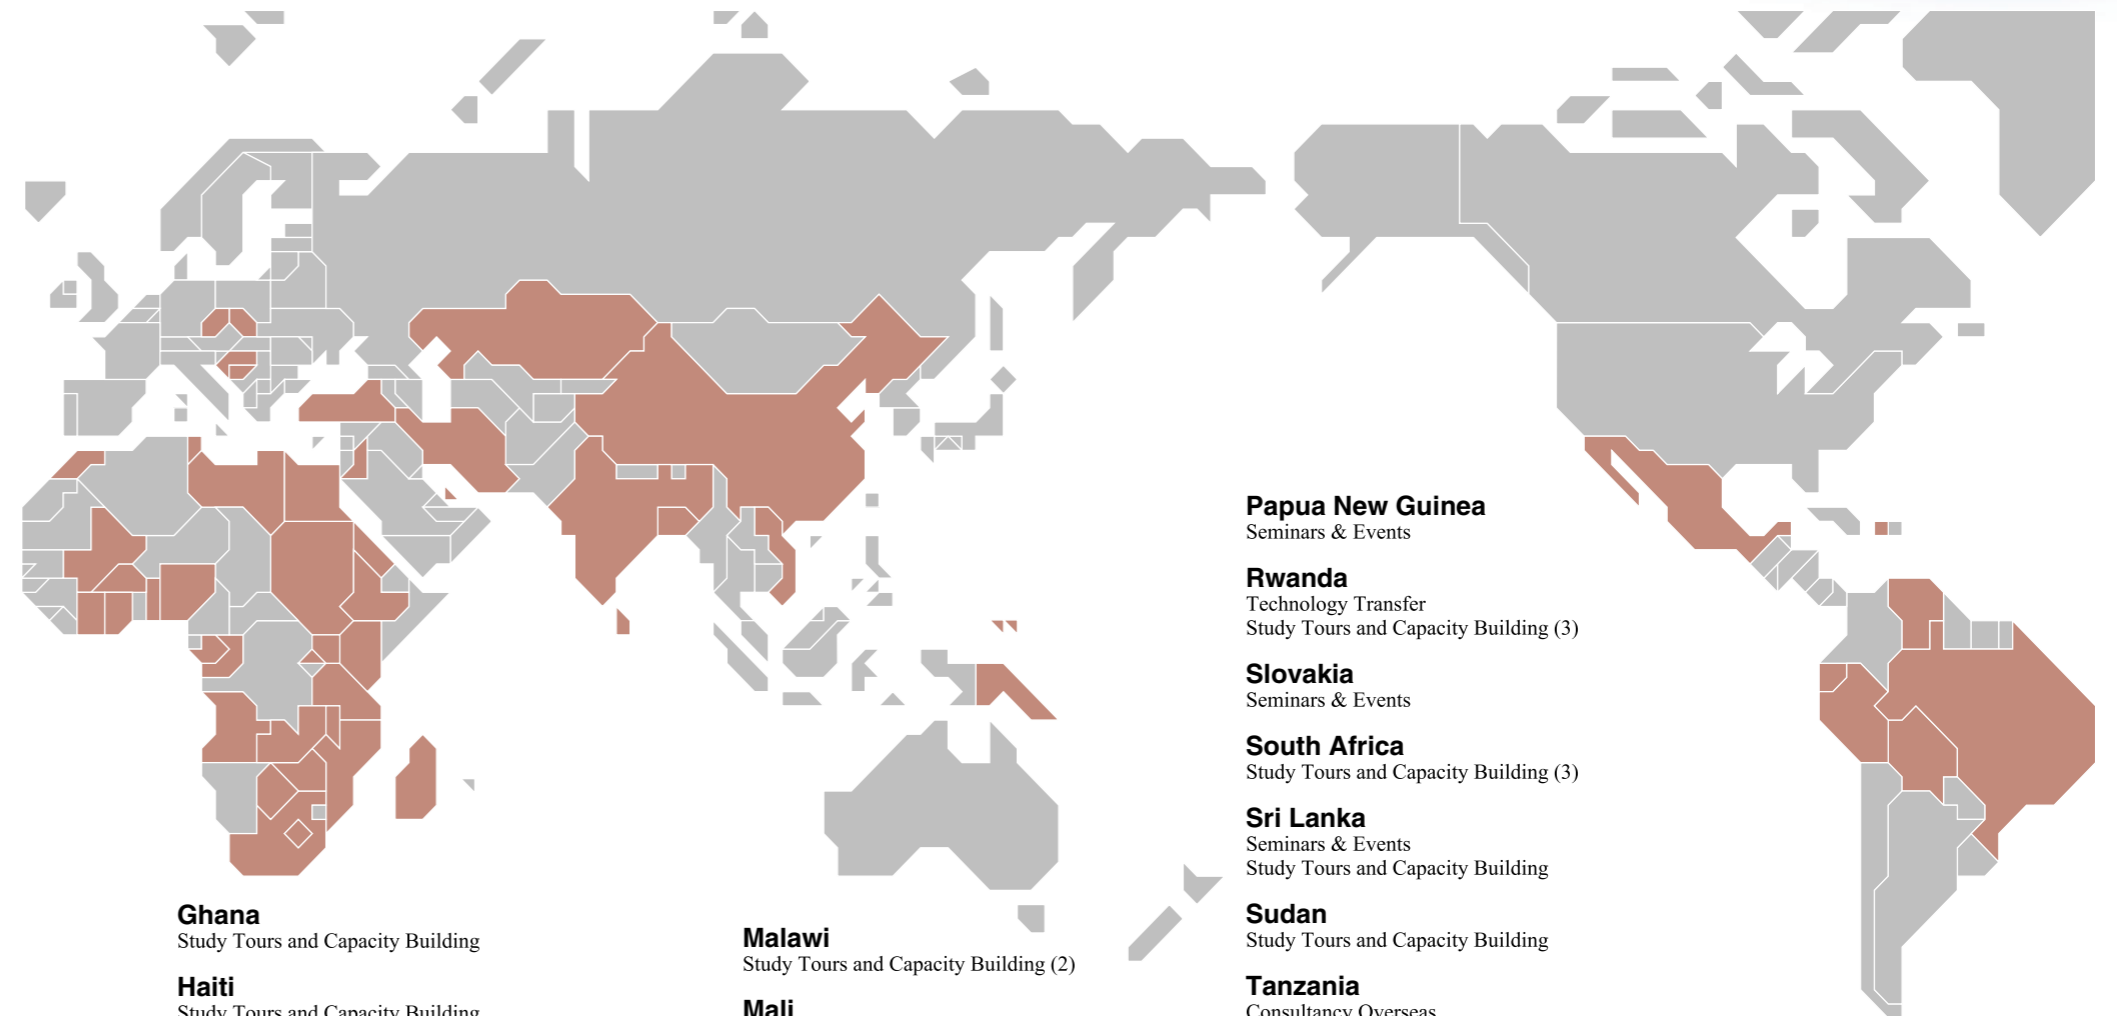 Ghana
Study Tours and Capacity Building
Haiti
Study Tours and Capacity Building
Malawi
Study Tours and Capacity Building (2)
Mali
Papua New Guinea
Seminars & Events
Rwanda
Technology Transfer
Study Tours and Capacity Building (3)
Slovakia
Seminars & Events
South Africa
Study Tours and Capacity Building (3)
Sri Lanka
Seminars & Events
Study Tours and Capacity Building
Sudan
Study Tours and Capacity Building
Tanzania
Consultancy Overseas